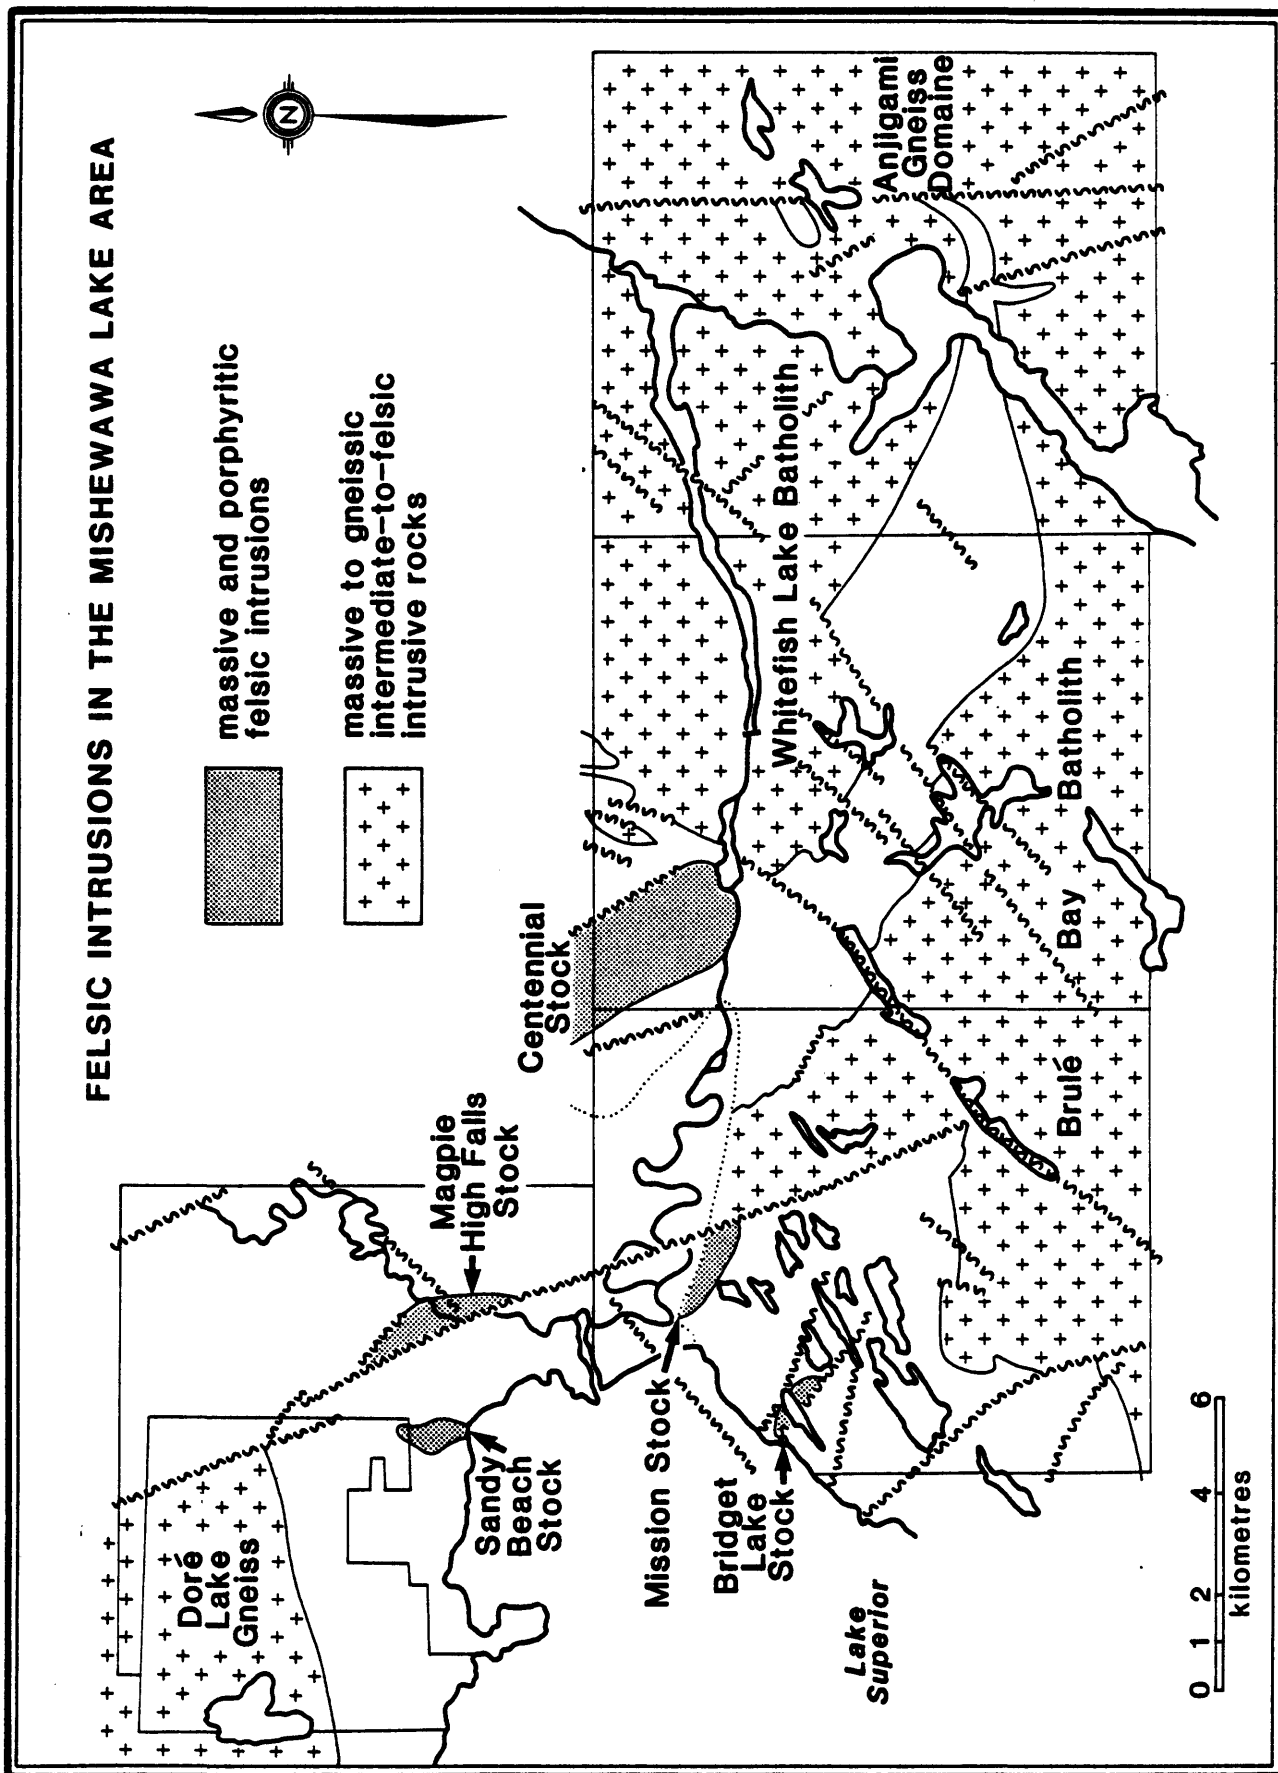 FELSIC INTRUSIONS IN THE MISHEWAWA LAKE AREA
massive and porphyritic
felsic intrusions
massive to gneissic
intermediate-to-felsic
intrusive rocks
N
Doré
Lake
Gneiss
Sandy
Beach
Stock
Magpie
High Falls
Stock
Centennial
Stock
Mission Stock
Bridget
Lake
Stock
Lake
Superior
Whitefish Lake Batholith
Anjigami
Gneiss
Domaine
Brulé Bay Batholith
0 1 2 4 6
kilometres